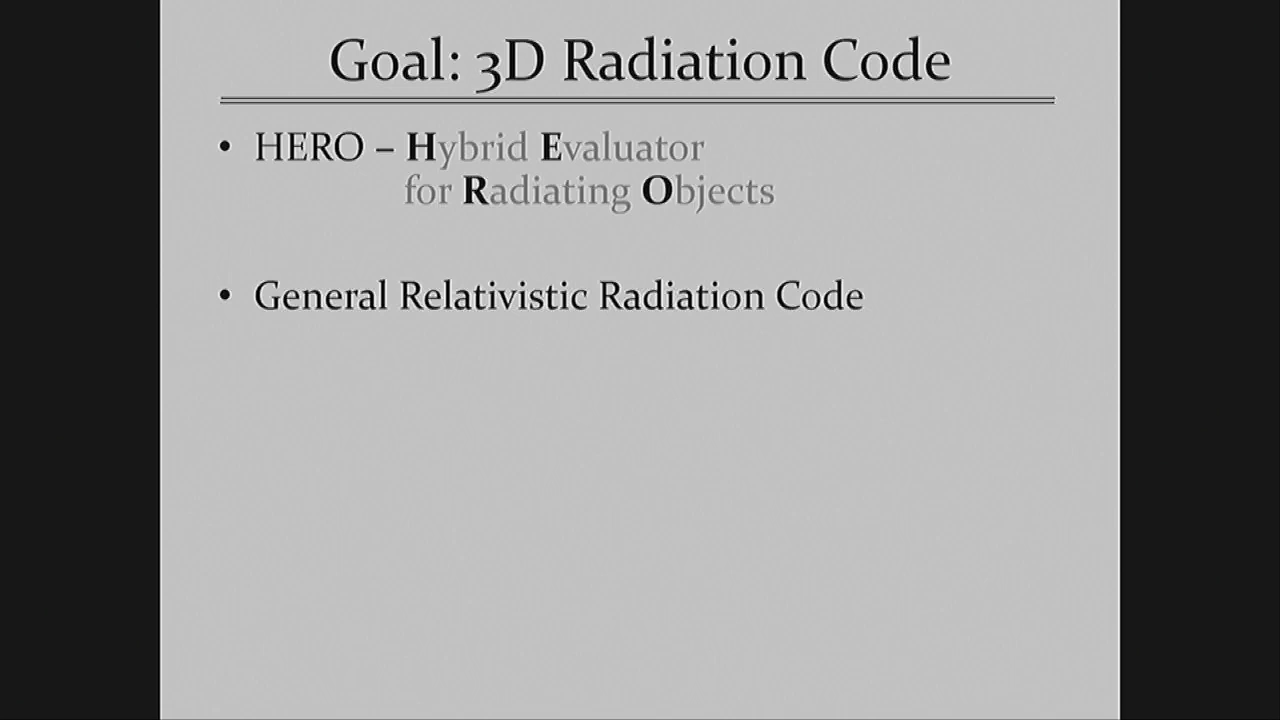 Goal: 3D Radiation Code
• HERO – Hybrid Evaluator
for Radiating Objects
• General Relativistic Radiation Code